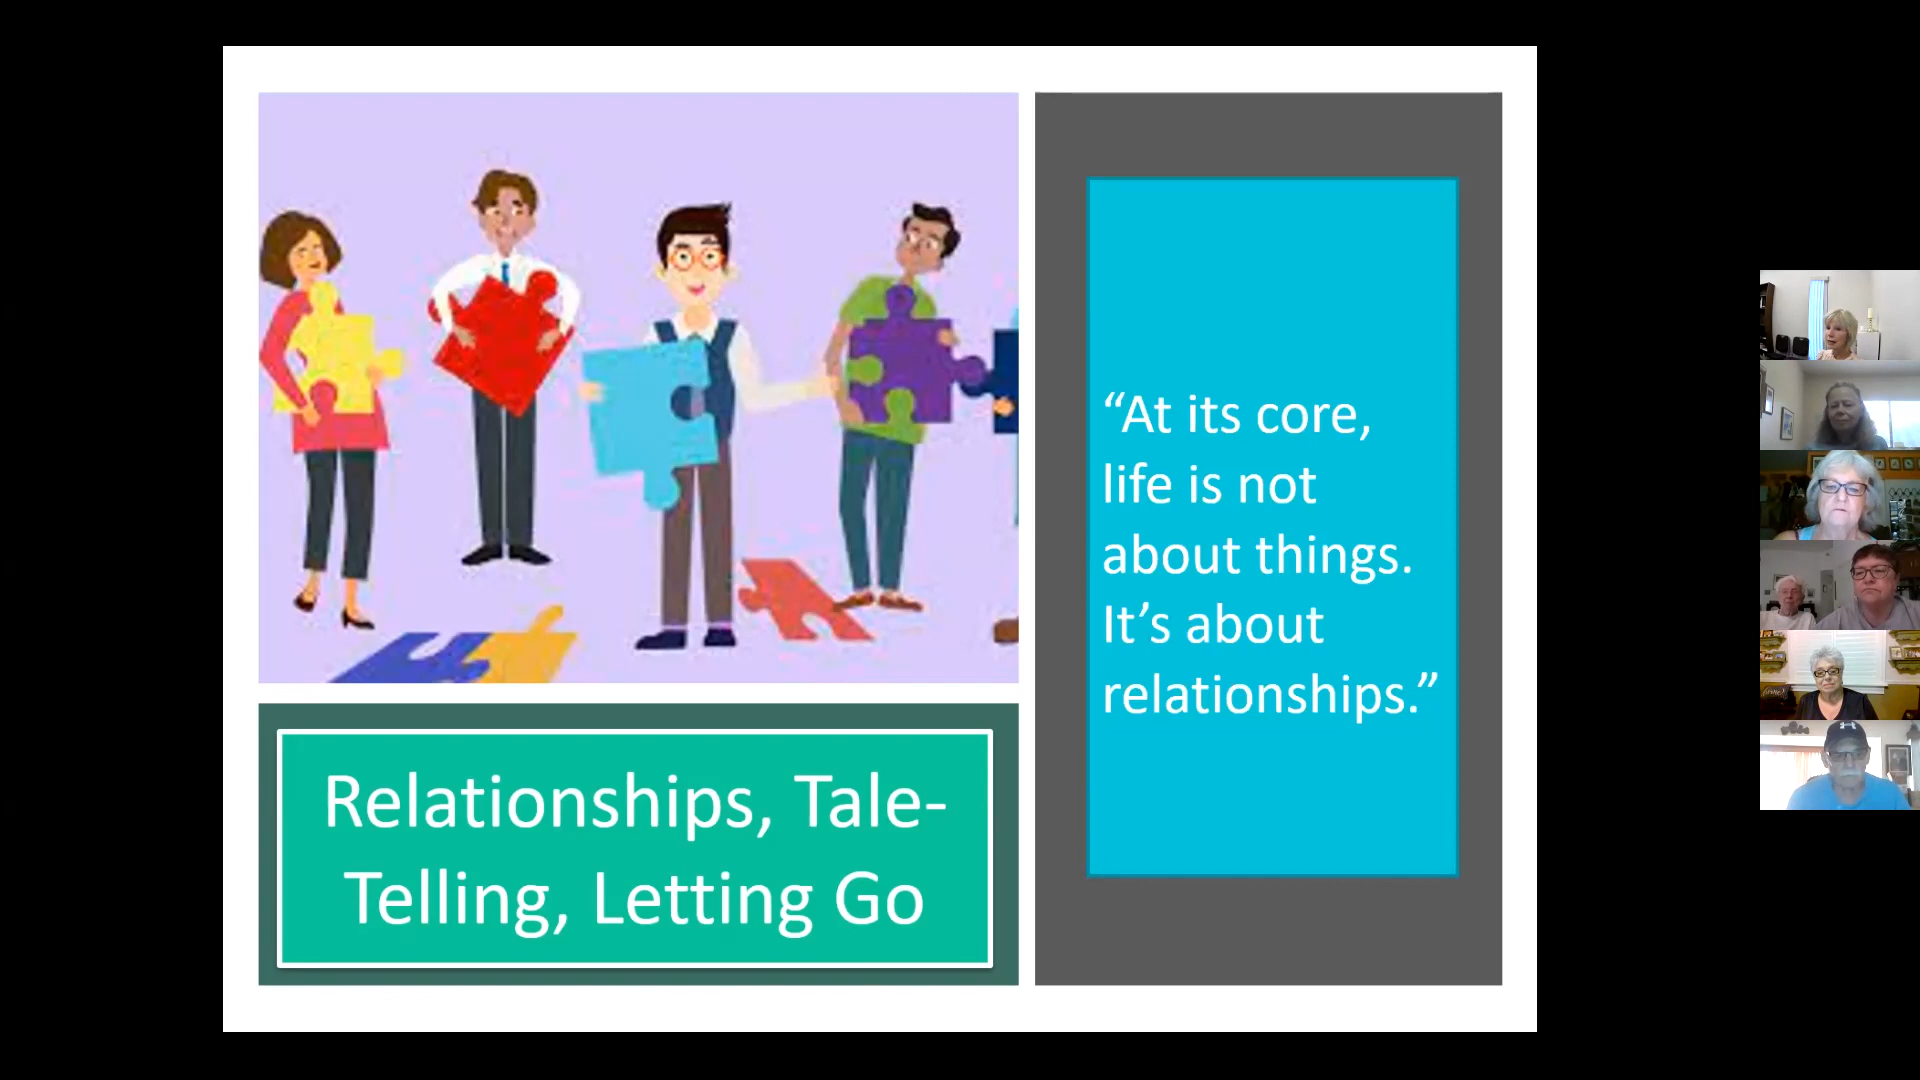 “At its core,
life is not
about things.
It’s about
relationships.”
Relationships, Tale-
Telling, Letting Go